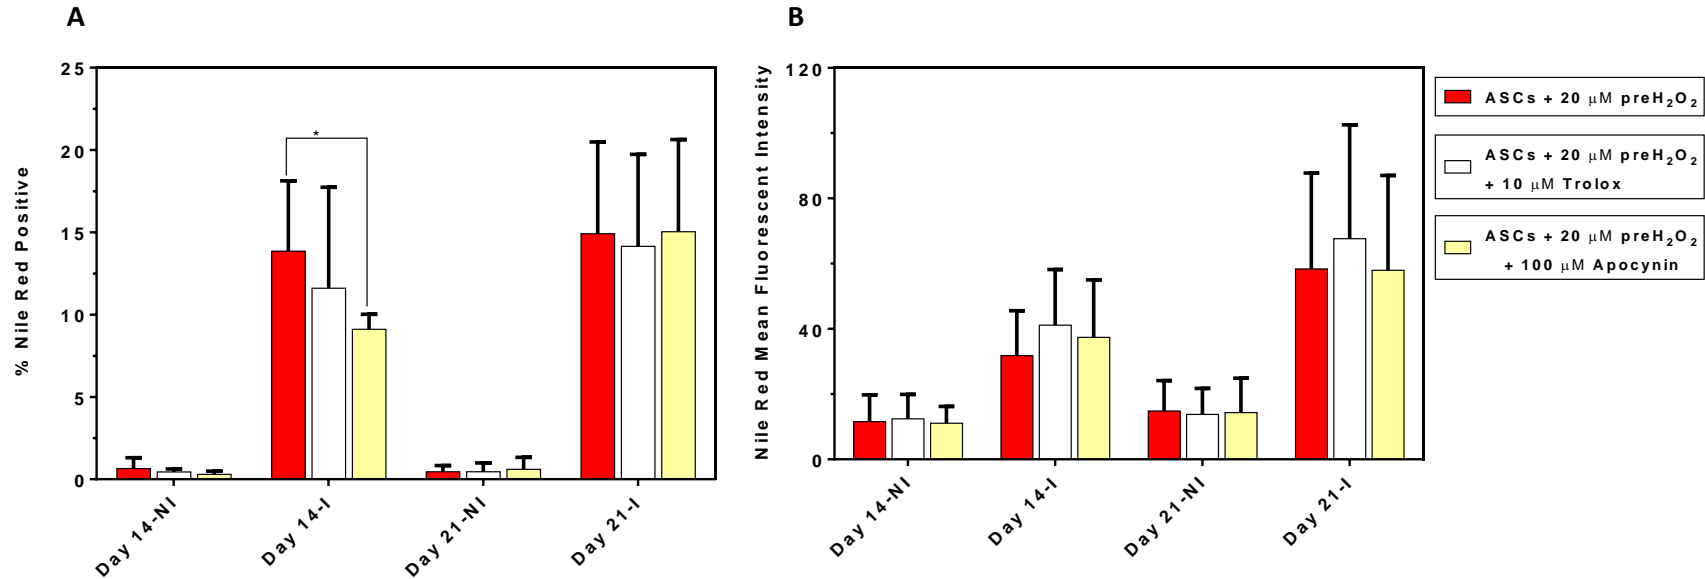 A
% Nile Red Positive
25
20
15
10
5
0
*
Day 14-NI
Day 14-I
Day 21-NI
Day 21-I
B
Nile Red Mean Fluorescent Intensity
120
80
40
0
Day 14-NI
Day 14-I
Day 21-NI
Day 21-I
ASCs + 20 μM preH₂O₂
ASCs + 20 μM preH₂O₂
+ 10 μM Trolox
ASCs + 20 μM preH₂O₂
+ 100 μM Apocynin